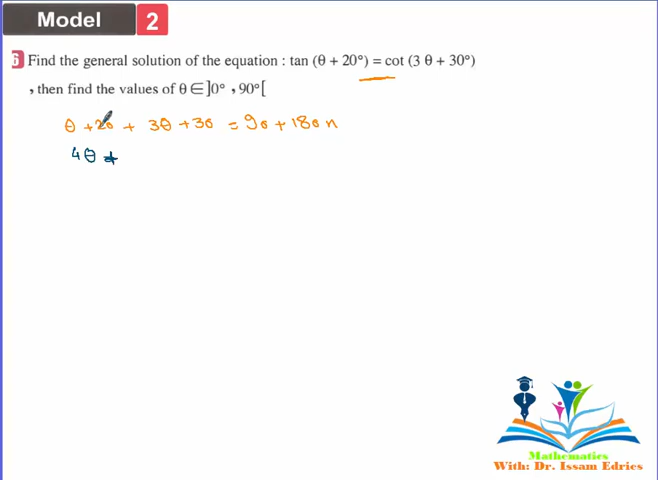 Model 2
6 Find the general solution of the equation : tan (θ + 20°) = cot (3 θ + 30°)
, then find the values of θ ∈ ]0° , 90°[
θ + 20 + 3θ + 30 = 90 + 180 n
4θ +
Mathematics
With: Dr. Issam Edries